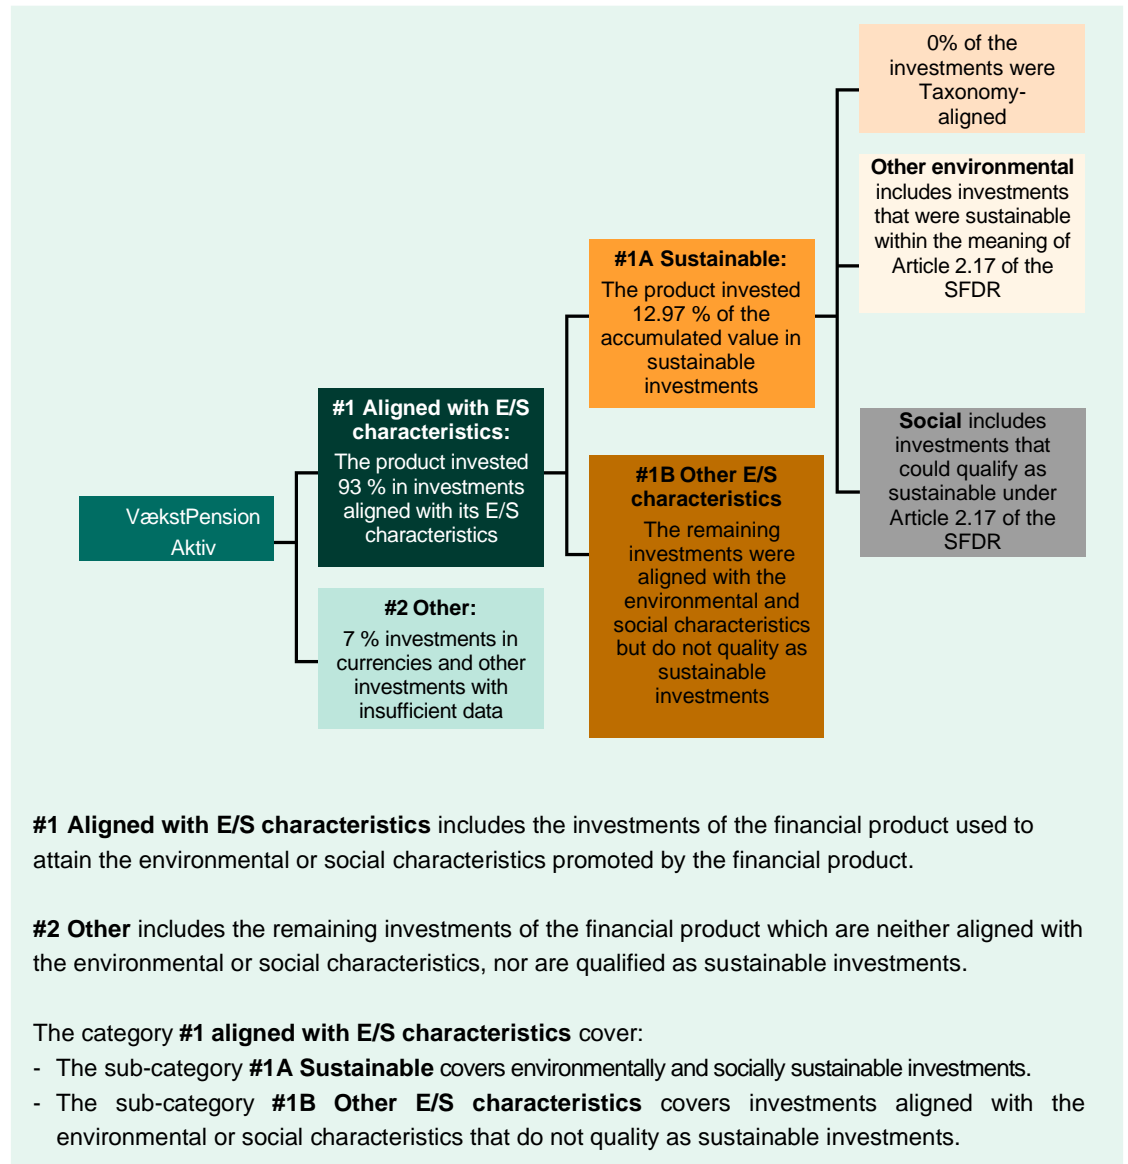 VækstPension
Aktiv
#1 Aligned with E/S
characteristics:
The product invested
93 % in investments
aligned with its E/S
characteristics
#2 Other:
7 % investments in
currencies and other
investments with
insufficient data
#1A Sustainable:
The product invested
12.97 % of the
accumulated value in
sustainable
investments
#1B Other E/S
characteristics
The remaining
investments were
aligned with the
environmental and
social characteristics
but do not quality as
sustainable
investments
0% of the
investments were
Taxonomy-
aligned
Other environmental
includes investments
that were sustainable
within the meaning of
Article 2.17 of the
SFDR
Social includes
investments that
could qualify as
sustainable under
Article 2.17 of the
SFDR
#1 Aligned with E/S characteristics includes the investments of the financial product used to
attain the environmental or social characteristics promoted by the financial product.
#2 Other includes the remaining investments of the financial product which are neither aligned with
the environmental or social characteristics, nor are qualified as sustainable investments.
The category #1 aligned with E/S characteristics cover:
- The sub-category #1A Sustainable covers environmentally and socially sustainable investments.
- The sub-category #1B Other E/S characteristics covers investments aligned with the
environmental or social characteristics that do not quality as sustainable investments.